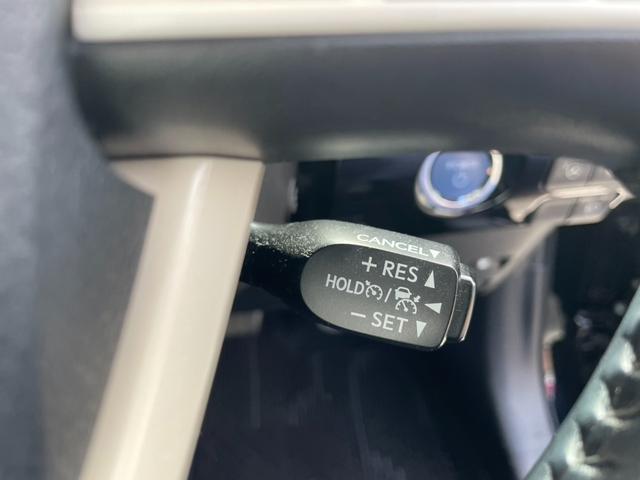 CANCEL▼
+ RES ▲
HOLD / ◀
− SET ▼